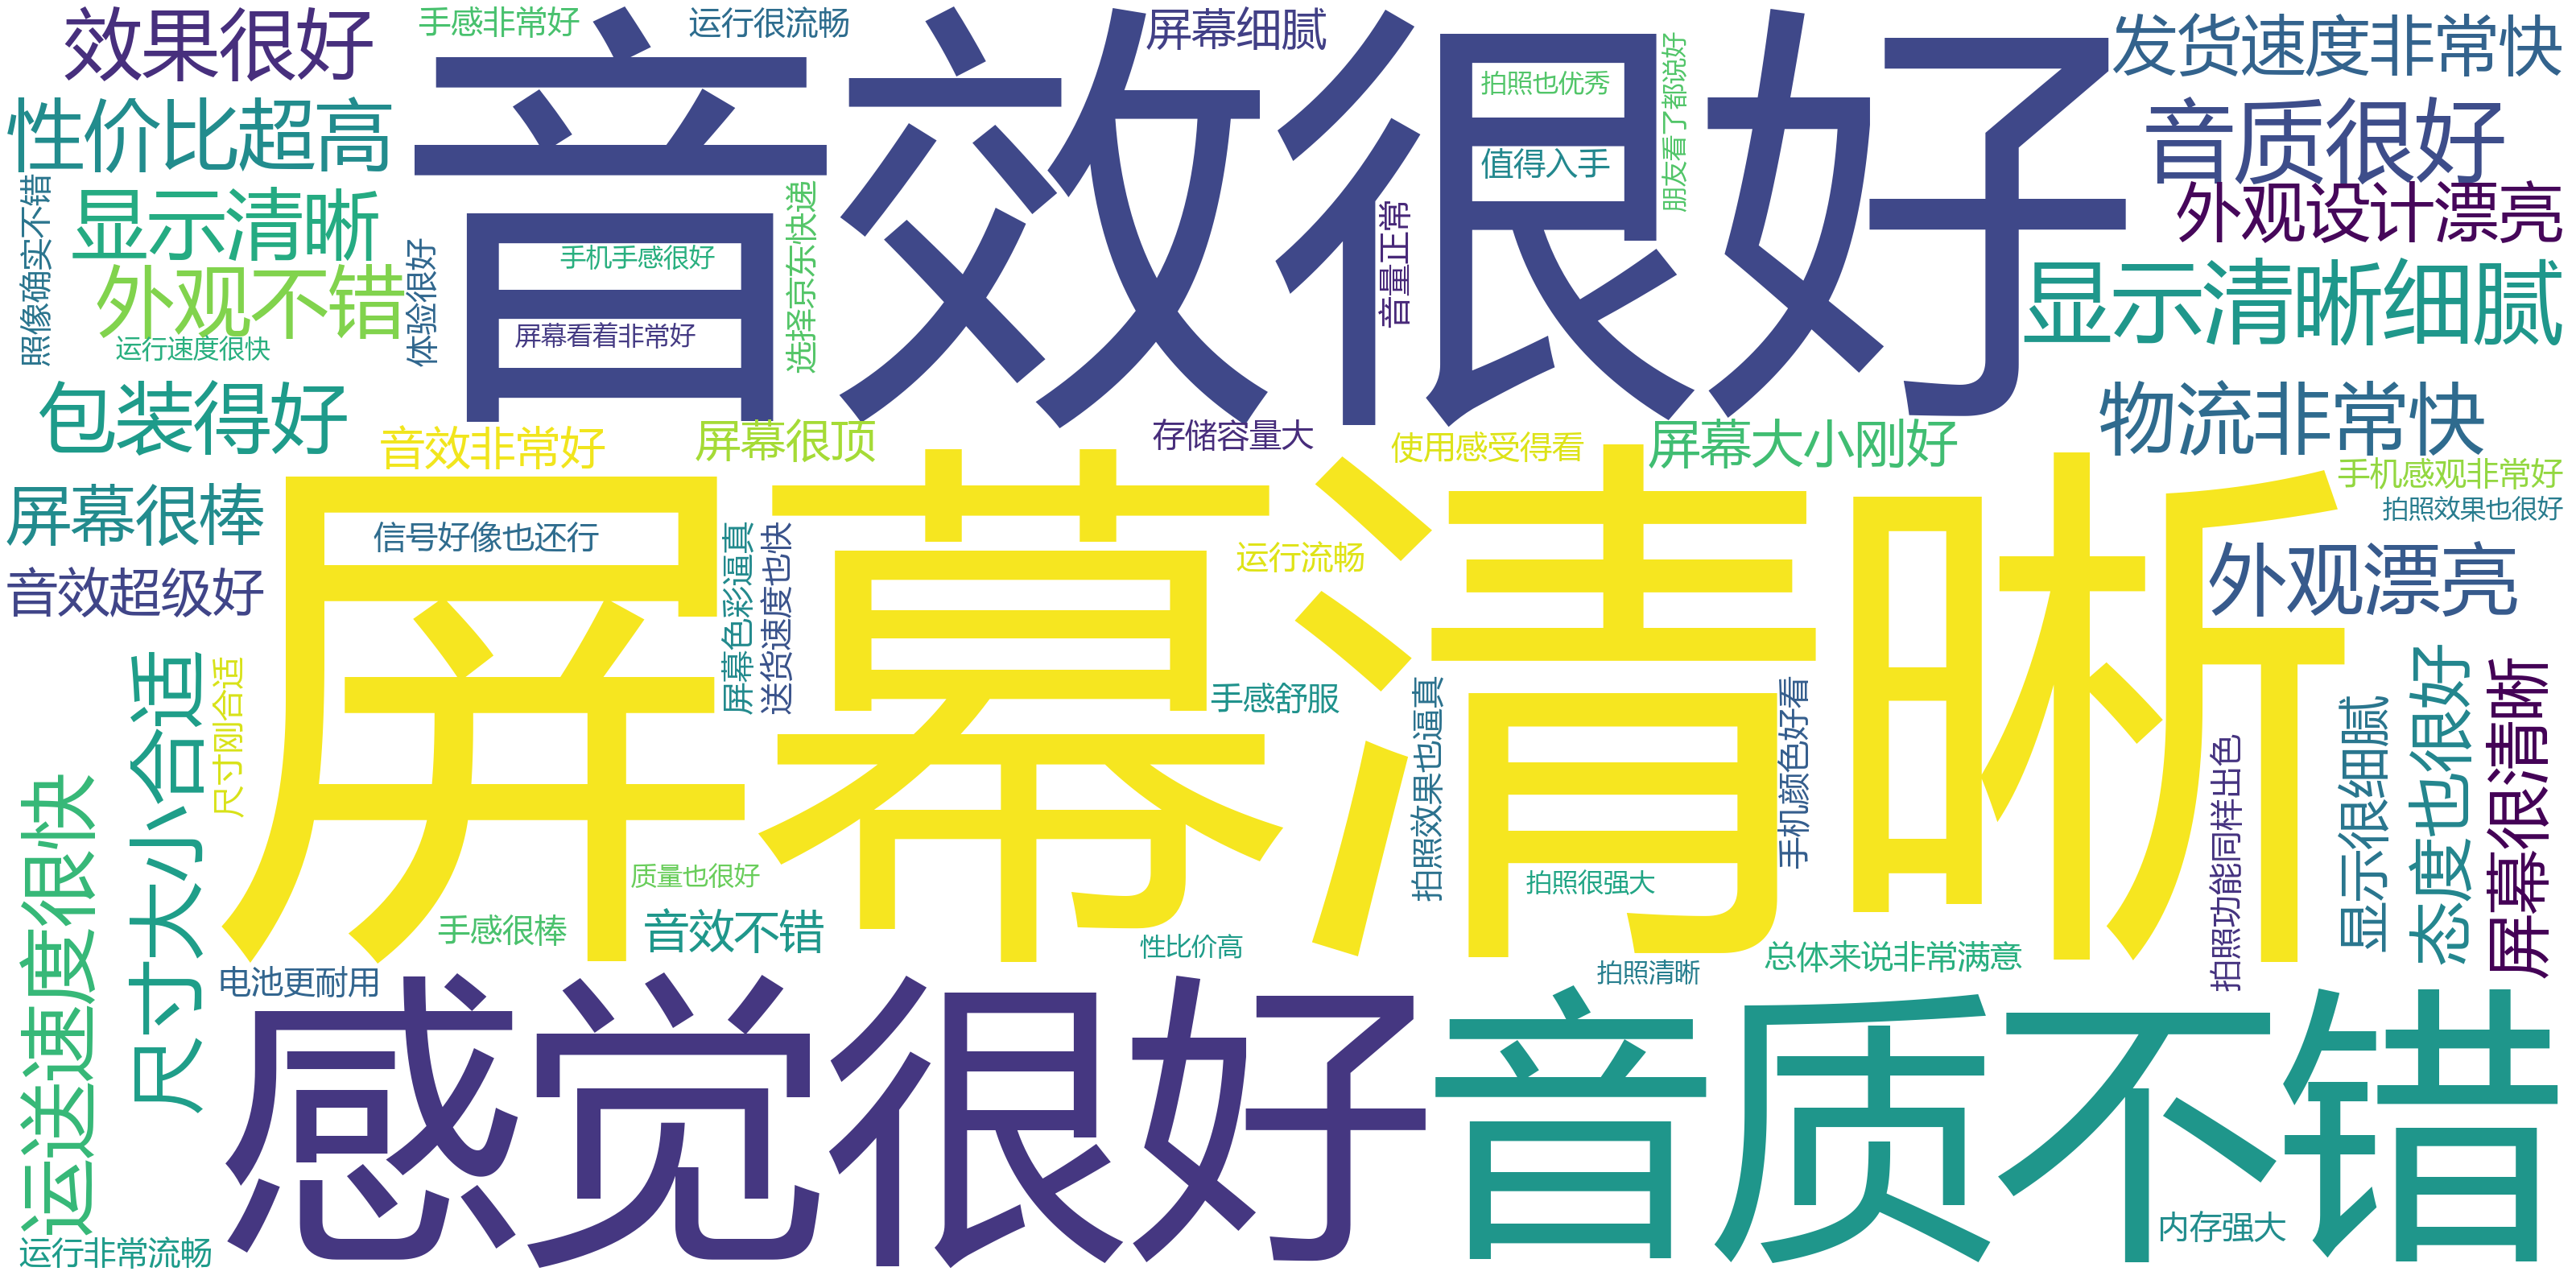 效果很好
手感非常好
运行很流畅
音效很好
屏幕细腻
发货速度非常快
性价比超高
拍照也优秀
朋友看了都说好
音质很好
值得入手
照像确实不错
显示清晰
选择京东快递
音量正常
外观设计漂亮
体验很好
手机手感很好
外观不错
屏幕看着非常好
显示清晰细腻
运行速度很快
包装得好
音效非常好
屏幕很顶
存储容量大
使用感受得看
屏幕大小刚好
物流非常快
屏幕清晰
手机感观非常好
拍照效果也很好
屏幕很棒
信号好像也还行
屏幕色彩逼真
送货速度也快
运行流畅
外观漂亮
音效超级好
尺寸大小合适
尺寸刚合适
手感舒服
拍照效果也逼真
手机颜色好看
拍照功能同样出色
显示很细腻
态度也很好
屏幕很清晰
运送速度很快
质量也很好
拍照很强大
手感很棒
音效不错
性比价高
总体来说非常满意
电池更耐用
拍照清晰
感觉很好
音质不错
内存强大
运行非常流畅